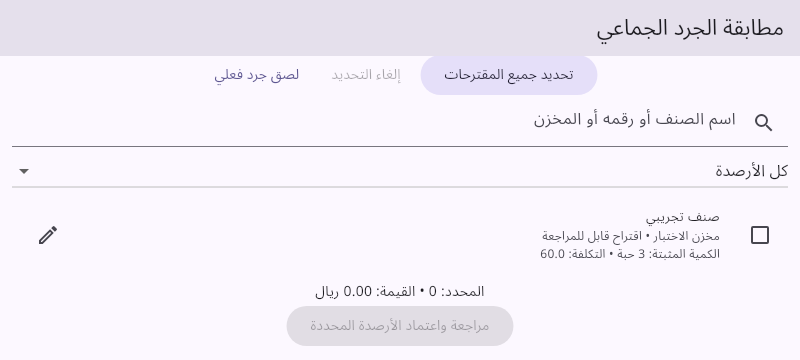 مطابقة الجرد الجماعي
تحديد جميع المقترحات
إلغاء التحديد
لصق جرد فعلي
اسم الصنف أو رقمه أو المخزن
كل الأرصدة
صنف تجريبي
مخزن الاختبار • اقتراح قابل للمراجعة
الكمية المثبتة: 3 حبة • التكلفة: 60.0
المحدد: 0 • القيمة: 0.00 ريال
مراجعة واعتماد الأرصدة المحددة